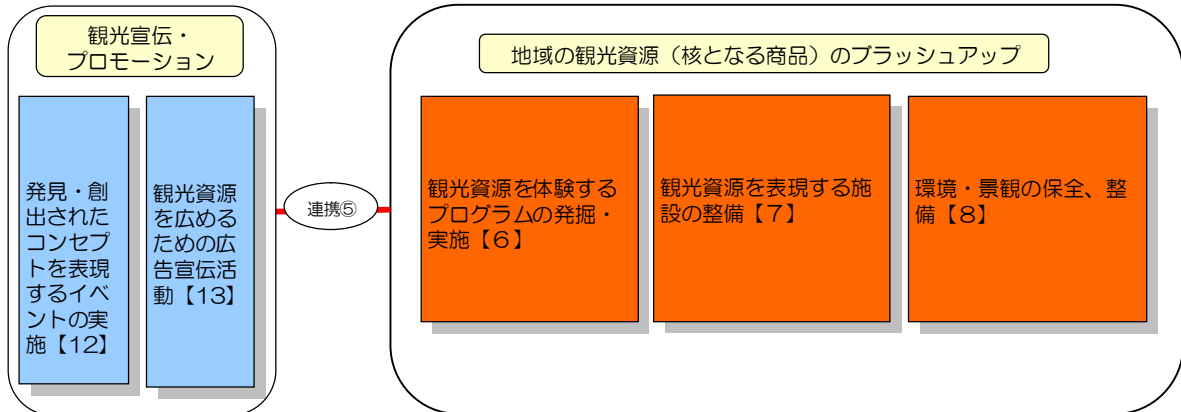 観光宣伝・
プロモーション
発見・創
出された
コンセプ
トを表現
するイベ
ントの実
施【12】
観光資源
を広める
ための広
告宣伝活
動【13】
連携⑤
地域の観光資源（核となる商品）のブラッシュアップ
観光資源を体験する
プログラムの発掘・
実施【6】
観光資源を表現する施
設の整備【7】
環境・景観の保全、整
備【8】